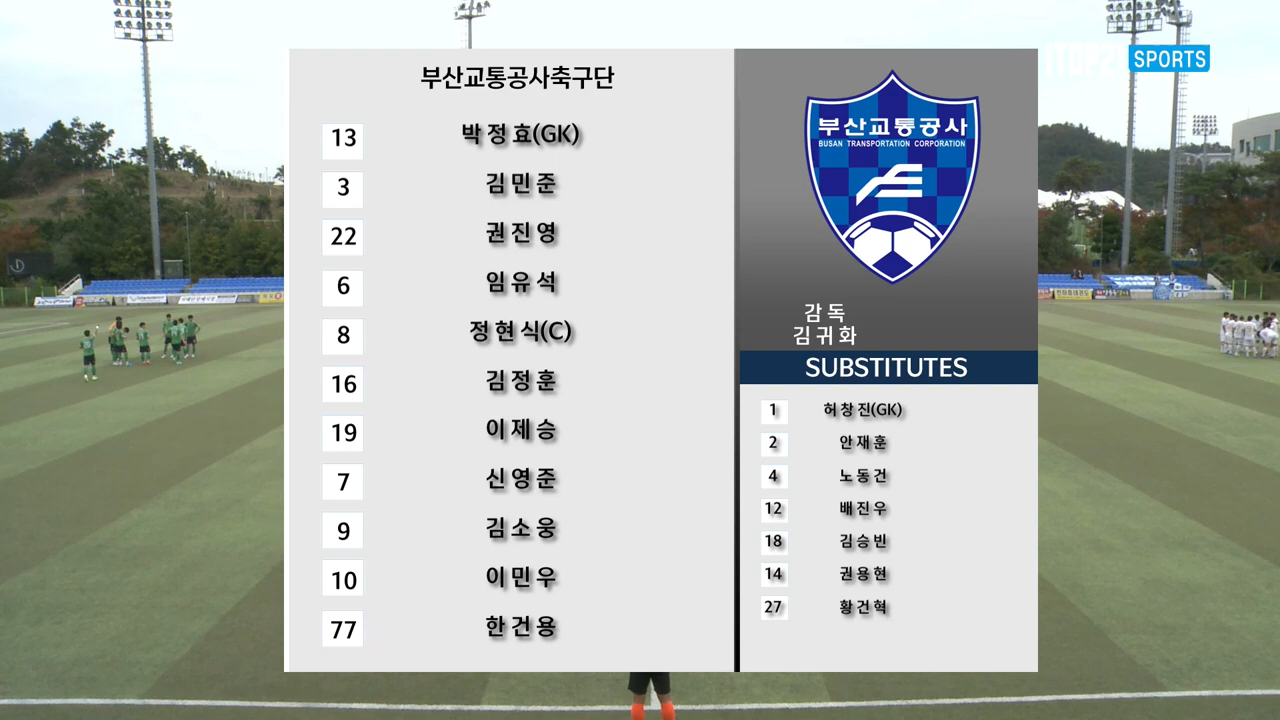 SPORTS
부산교통공사축구단
13 박정효(GK)
3 김민준
22 권진영
6 임유석
8 정현식(C)
16 김정훈
19 이제승
7 신영준
9 김소웅
10 이민우
77 한건용
부산교통공사
BUSAN TRANSPORTATION CORPORATION
감독
김귀화
SUBSTITUTES
1 허창진(GK)
2 안재훈
4 노동건
12 배진우
18 김승빈
14 권용현
27 황건혁